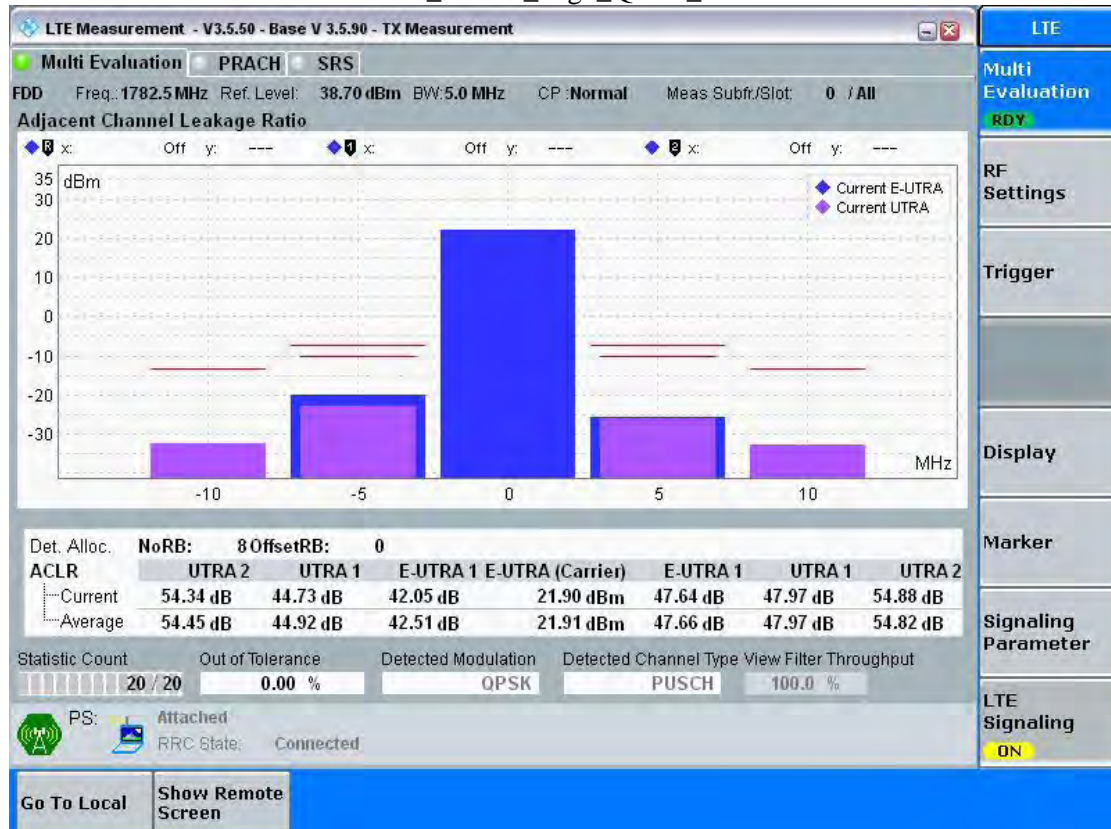 LTE Measurement - V3.5.50 - Base V 3.5.90 - TX Measurement
Multi Evaluation PRACH SRS
FDD Freq.: 1782.5 MHz Ref. Level: 38.70 dBm BW: 5.0 MHz CP : Normal Meas Subfr./Slot: 0 / All
Adjacent Channel Leakage Ratio
R x: Off y: --- 1 x: Off y: --- 2 x: Off y: ---
35 dBm
30
20
10
0
-10
-20
-30
Current E-UTRA
Current UTRA
MHz
-10 -5 0 5 10
Det. Alloc. NoRB: 8 OffsetRB: 0
ACLR UTRA 2 UTRA 1 E-UTRA 1 E-UTRA (Carrier) E-UTRA 1 UTRA 1 UTRA 2
Current 54.34 dB 44.73 dB 42.05 dB 21.90 dBm 47.64 dB 47.97 dB 54.88 dB
Average 54.45 dB 44.92 dB 42.51 dB 21.91 dBm 47.66 dB 47.97 dB 54.82 dB
Statistic Count Out of Tolerance Detected Modulation Detected Channel Type View Filter Throughput
20 / 20 0.00 % QPSK PUSCH 100.0 %
PS: Attached
RRC State: Connected
LTE
Multi
Evaluation
RDY
RF
Settings
Trigger
Display
Marker
Signaling
Parameter
LTE
Signaling
ON
Go To Local
Show Remote
Screen